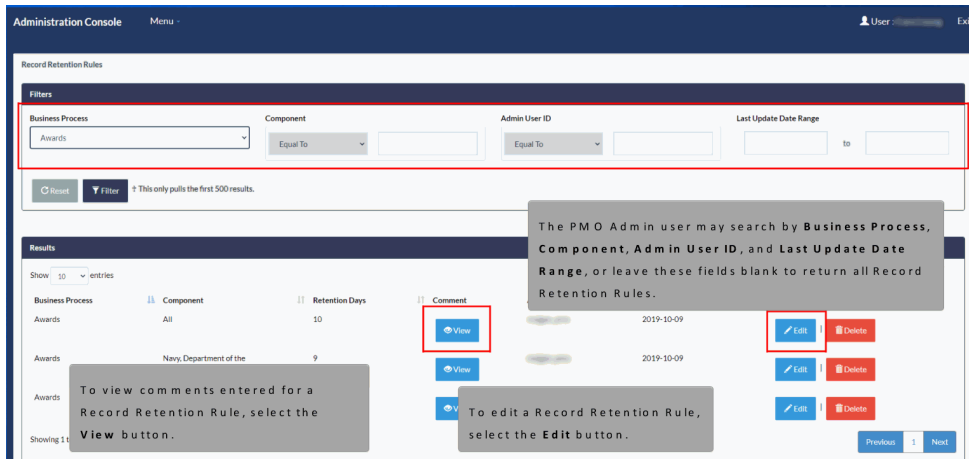 Administration Console Menu User : Exi
Record Retention Rules
Filters
Business Process Component Admin User ID Last Update Date Range
Awards Equal To Equal To to
Reset Filter † This only pulls the first 500 results.
The PMO Admin user may search by Business Process,
Component, Admin User ID, and Last Update Date
Range, or leave these fields blank to return all Record
Retention Rules.
Results
Show 10 entries
Business Process Component Retention Days Comment
Awards All 10 View 2019-10-09 Edit | Delete
Awards Navy, Department of the 9 View 2019-10-09 Edit | Delete
Awards Edit | Delete
To view comments entered for a
Record Retention Rule, select the
View button.
To edit a Record Retention Rule,
select the Edit button.
Showing 1 Previous 1 Next